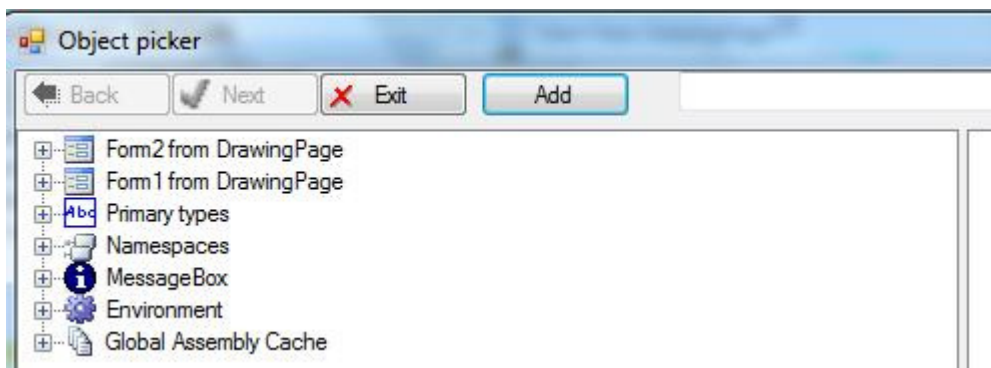 Object picker
Back Next Exit Add
Form2 from DrawingPage
Form1 from DrawingPage
Abc Primary types
Namespaces
MessageBox
Environment
Global Assembly Cache